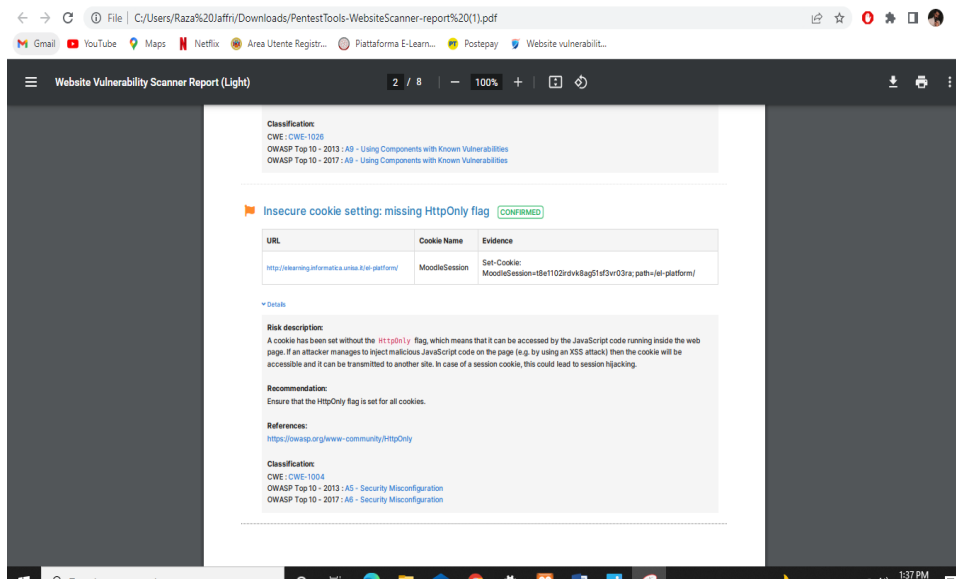 File | C:/Users/Raza%20Jaffri/Downloads/PentestTools-WebsiteScanner-report%20(1).pdf
Gmail YouTube Maps Netflix Area Utente Registr... Piattaforma E-Learn... Postepay Website vulnerabilit...
Website Vulnerability Scanner Report (Light) 2 / 8 | — 100% + |
Classification:
CWE : CWE-1026
OWASP Top 10 - 2013 : A9 - Using Components with Known Vulnerabilities
OWASP Top 10 - 2017 : A9 - Using Components with Known Vulnerabilities
Insecure cookie setting: missing HttpOnly flag CONFIRMED
URL Cookie Name Evidence
http://elearning.informatica.unisa.it/el-platform/ MoodleSession Set-Cookie:
MoodleSession=t8e1102irdvk8ag51sf3vr03ra; path=/el-platform/
Details
Risk description:
A cookie has been set without the HttpOnly flag, which means that it can be accessed by the JavaScript code running inside the web
page. If an attacker manages to inject malicious JavaScript code on the page (e.g. by using an XSS attack) then the cookie will be
accessible and it can be transmitted to another site. In case of a session cookie, this could lead to session hijacking.
Recommendation:
Ensure that the HttpOnly flag is set for all cookies.
References:
https://owasp.org/www-community/HttpOnly
Classification:
CWE : CWE-1004
OWASP Top 10 - 2013 : A5 - Security Misconfiguration
OWASP Top 10 - 2017 : A6 - Security Misconfiguration
1:37 PM